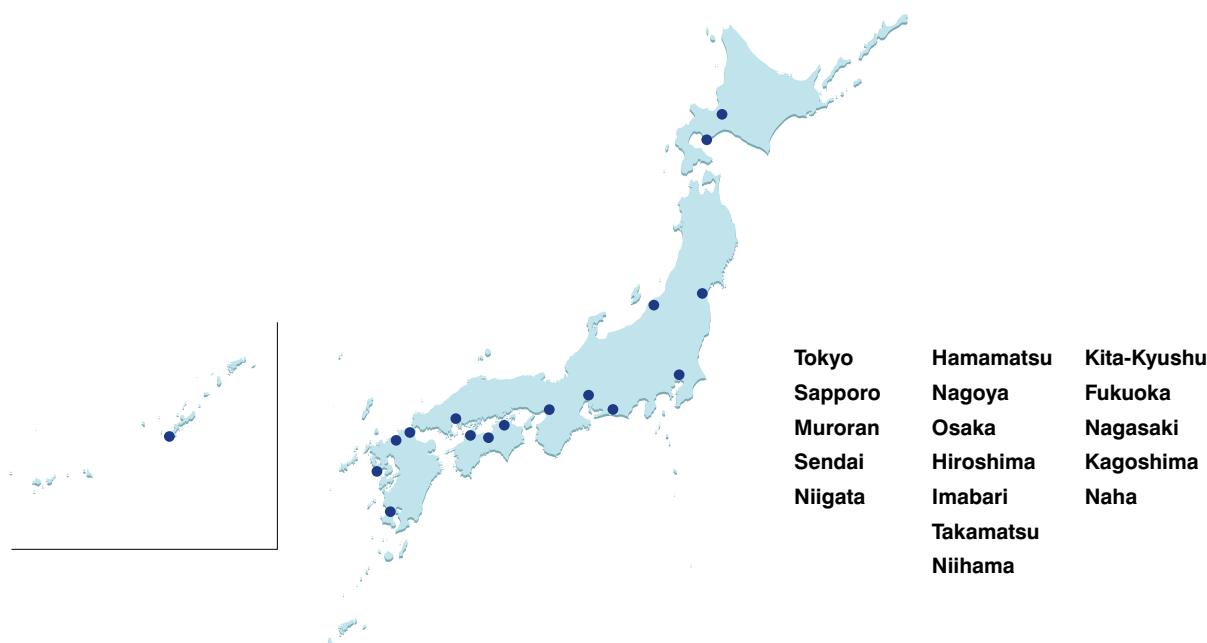 Tokyo
Sapporo
Muroran
Sendai
Niigata
Hamamatsu
Nagoya
Osaka
Hiroshima
Imabari
Takamatsu
Niihama
Kita-Kyushu
Fukuoka
Nagasaki
Kagoshima
Naha